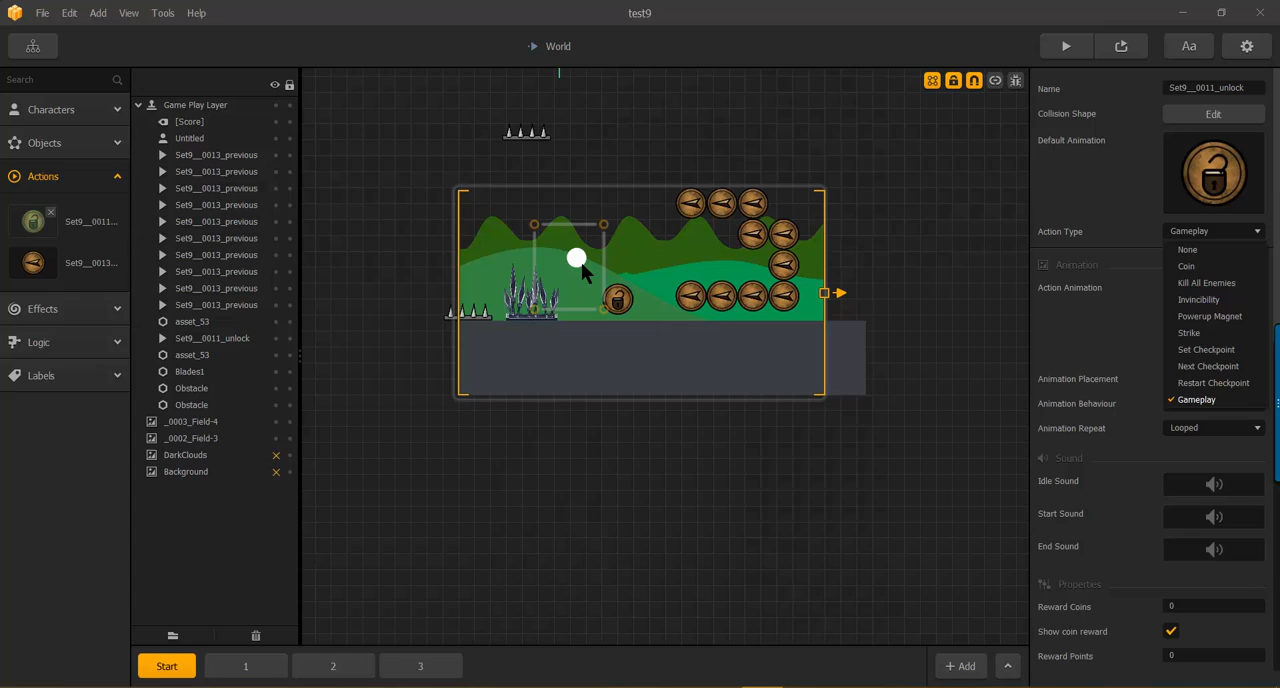 File Edit Add View Tools Help
test9
World
Aa
Search
Characters
Objects
Actions
Set9__0011...
Set9__0013...
Effects
Logic
Labels
Game Play Layer
[Score]
Untitled
Set9__0013_previous
Set9__0013_previous
Set9__0013_previous
Set9__0013_previous
Set9__0013_previous
Set9__0013_previous
Set9__0013_previous
Set9__0013_previous
Set9__0013_previous
Set9__0013_previous
asset_53
Set9__0011_unlock
asset_53
Blades1
Obstacle
Obstacle
_0003_Field-4
_0002_Field-3
DarkClouds
Background
Start
1
2
3
+ Add
Name
Set9__0011_unlock
Collision Shape
Edit
Default Animation
Action Type
Gameplay
None
Coin
Kill All Enemies
Invincibility
Powerup Magnet
Strike
Set Checkpoint
Next Checkpoint
Restart Checkpoint
Gameplay
Animation
Action Animation
Animation Placement
Animation Behaviour
Animation Repeat
Looped
Sound
Idle Sound
Start Sound
End Sound
Properties
Reward Coins
0
Show coin reward
Reward Points
0